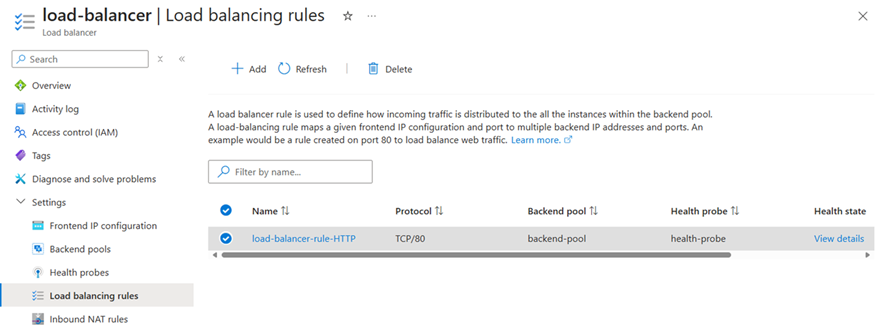 load-balancer | Load balancing rules
Load balancer
Search
Add Refresh Delete
Overview
Activity log
Access control (IAM)
Tags
Diagnose and solve problems
Settings
Frontend IP configuration
Backend pools
Health probes
Load balancing rules
Inbound NAT rules
A load balancer rule is used to define how incoming traffic is distributed to the all the instances within the backend pool.
A load-balancing rule maps a given frontend IP configuration and port to multiple backend IP addresses and ports. An
example would be a rule created on port 80 to load balance web traffic. Learn more.
Filter by name...
Name Protocol Backend pool Health probe Health state
load-balancer-rule-HTTP TCP/80 backend-pool health-probe View details